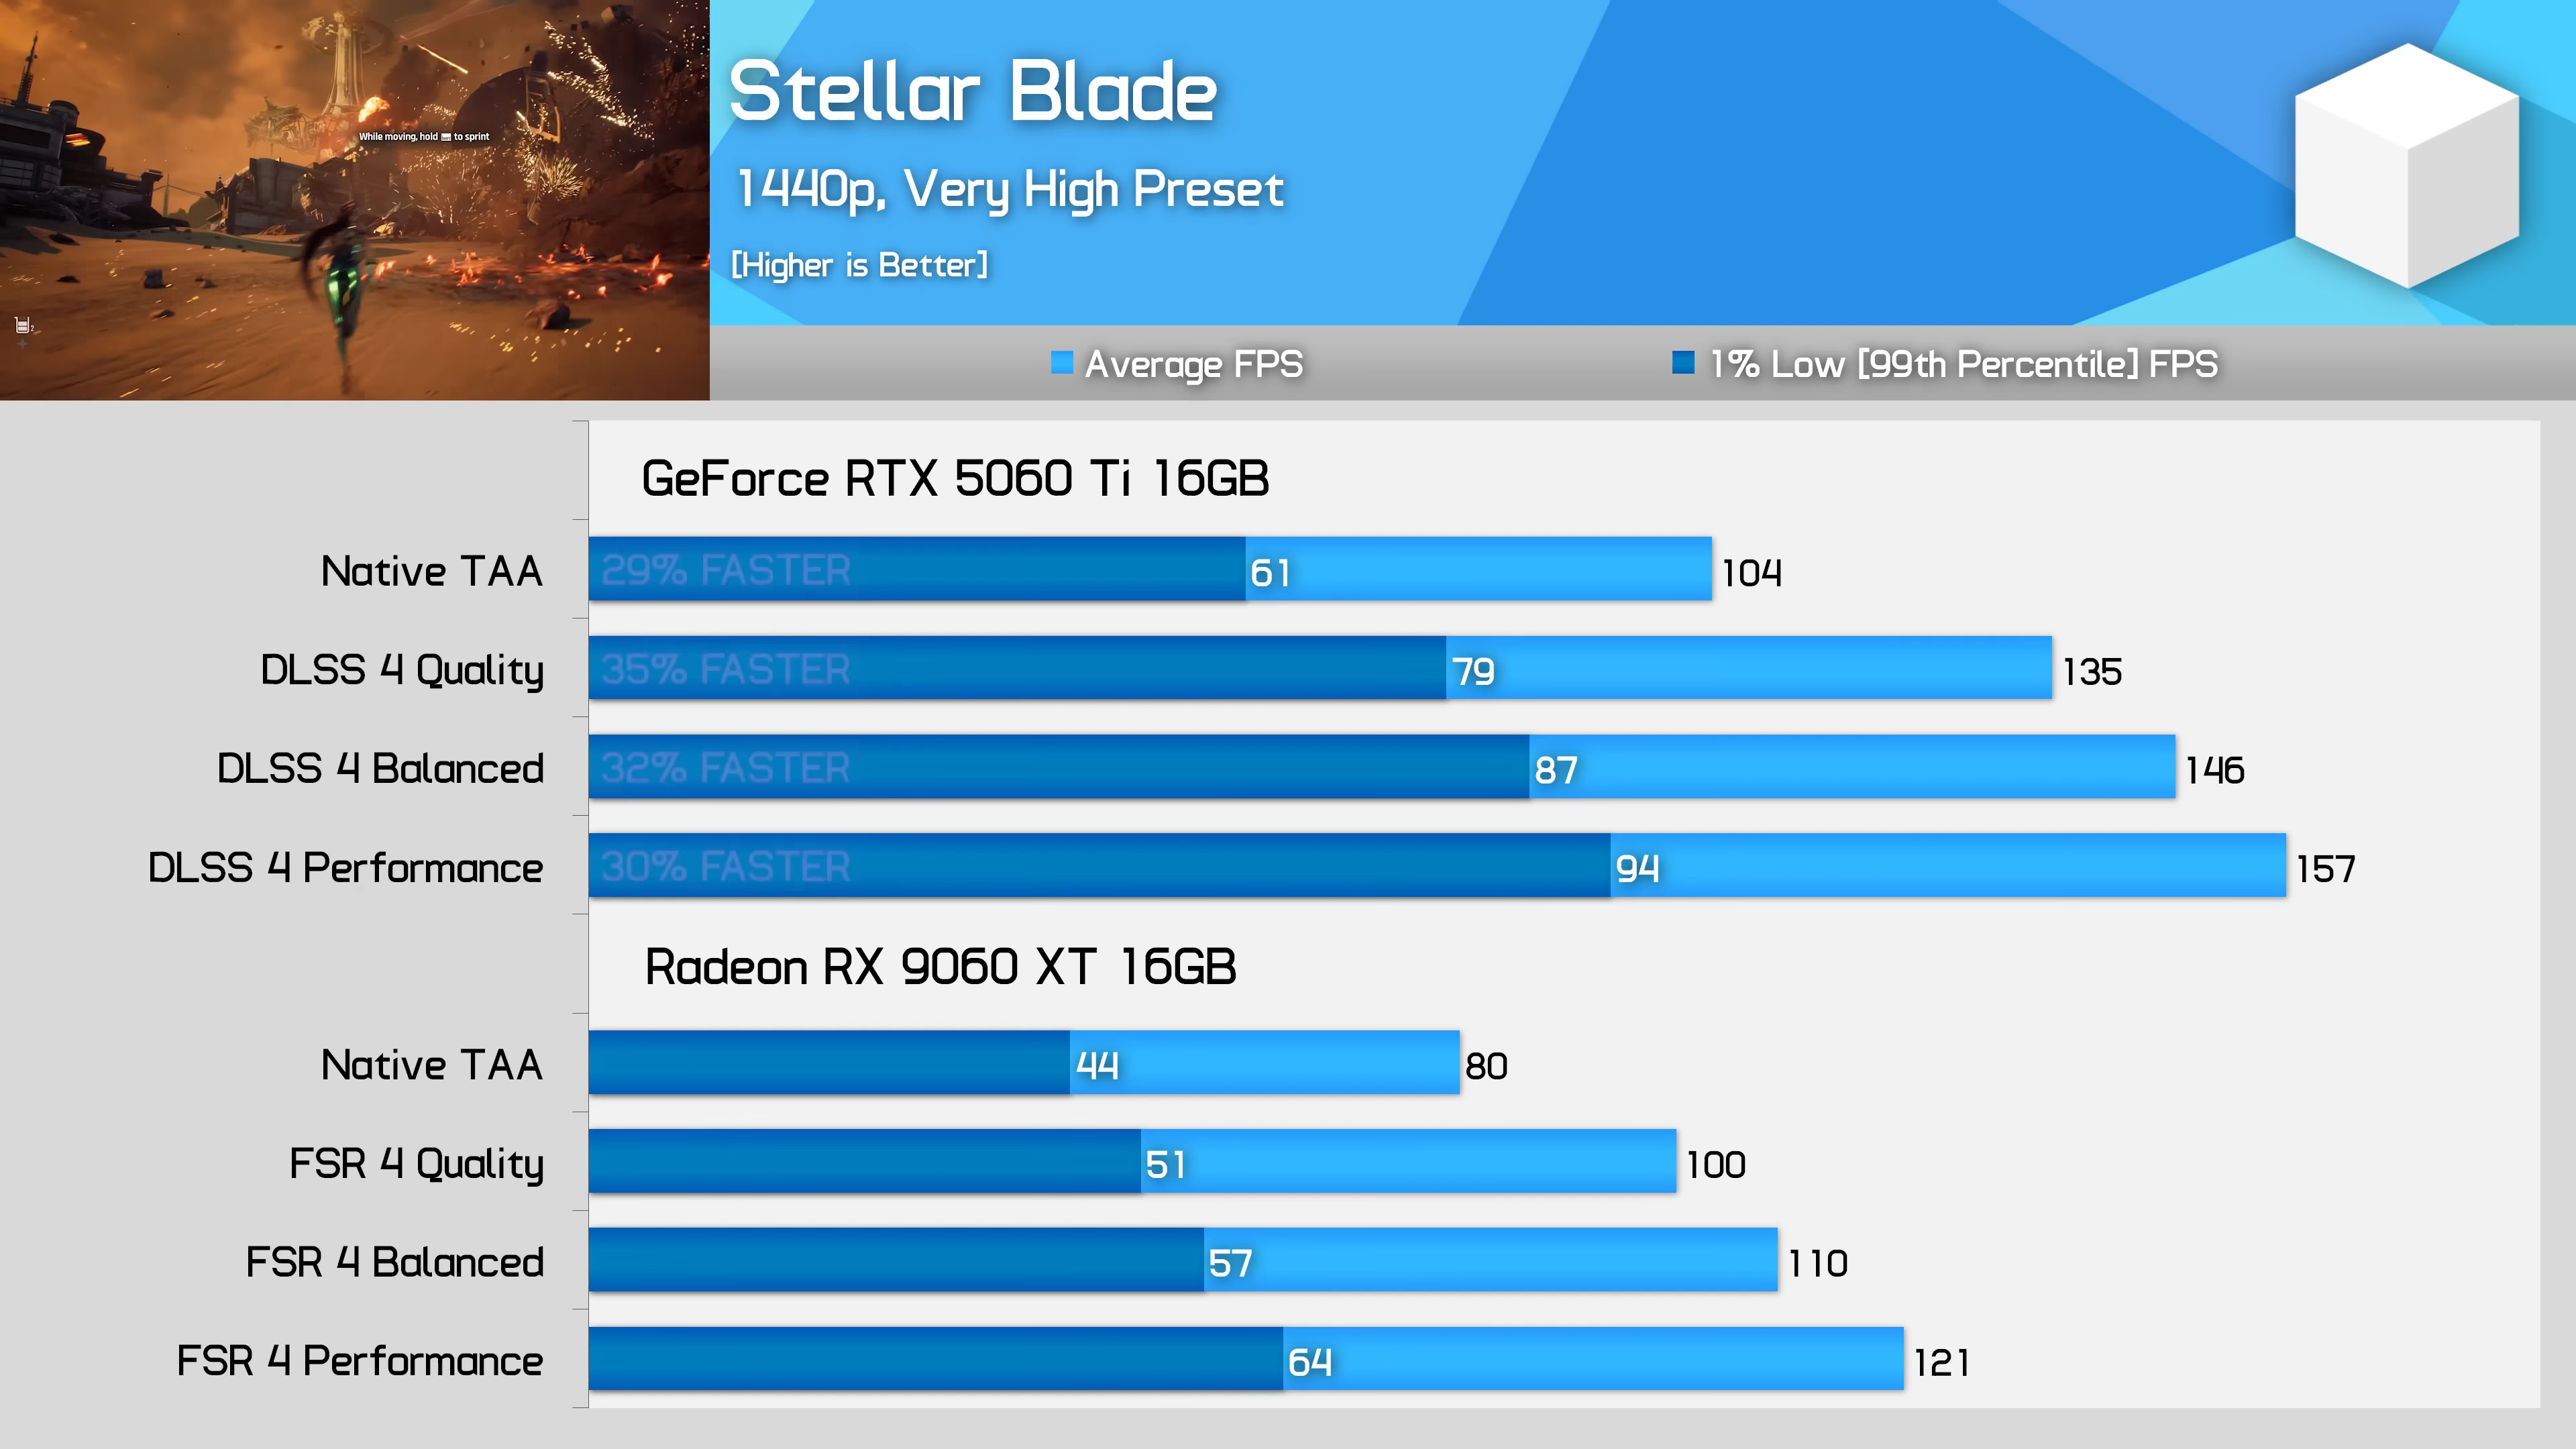 While moving, hold to sprint
2
Stellar Blade
1440p, Very High Preset
[Higher is Better]
Average FPS
1% Low [99th Percentile] FPS
GeForce RTX 5060 Ti 16GB
Native TAA 29% FASTER 61 104
DLSS 4 Quality 35% FASTER 79 135
DLSS 4 Balanced 32% FASTER 87 146
DLSS 4 Performance 30% FASTER 94 157
Radeon RX 9060 XT 16GB
Native TAA 44 80
FSR 4 Quality 51 100
FSR 4 Balanced 57 110
FSR 4 Performance 64 121